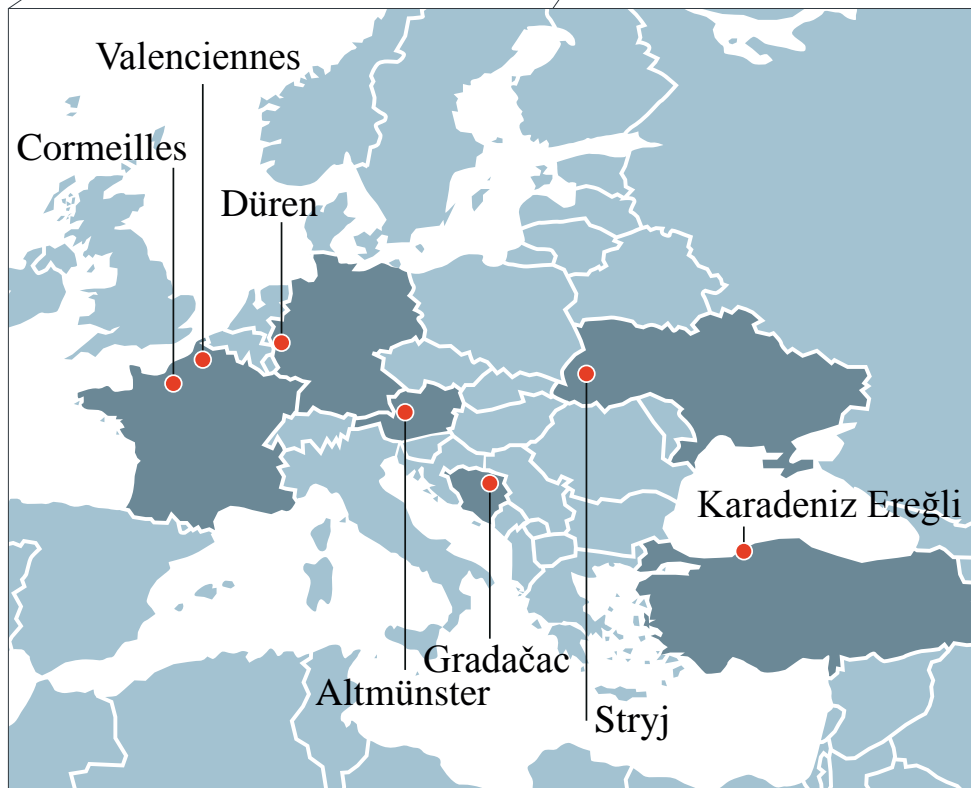 Valenciennes
Cormeilles
Düren
Karadeniz Ereğli
Gradačac
Altmünster
Stryj